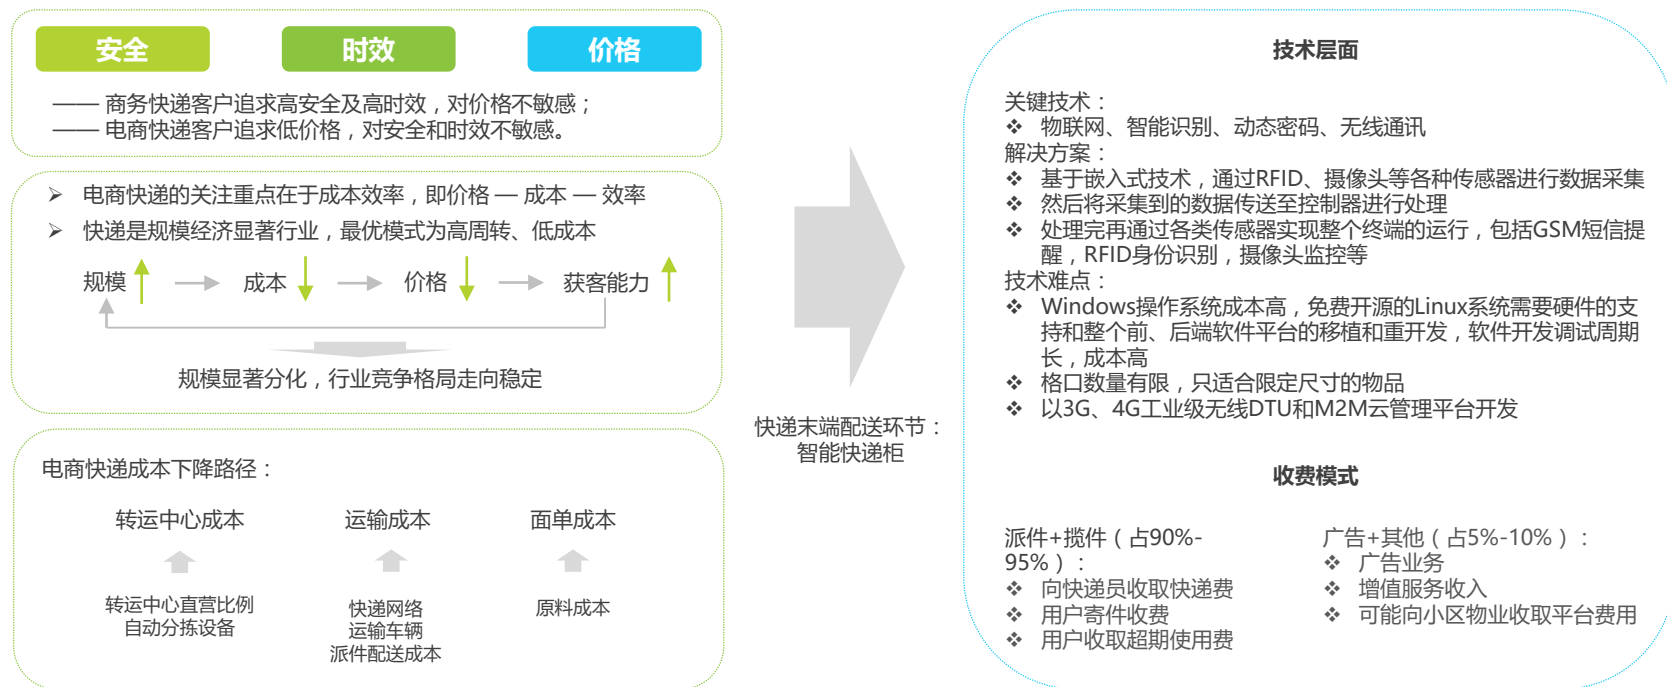 安全
时效
价格
—— 商务快递客户追求高安全及高时效，对价格不敏感；
—— 电商快递客户追求低价格，对安全和时效不敏感。
电商快递的关注重点在于成本效率，即价格 — 成本 — 效率
快递是规模经济显著行业，最优模式为高周转、低成本
规模
成本
价格
获客能力
规模显著分化，行业竞争格局走向稳定
电商快递成本下降路径：
转运中心成本
运输成本
面单成本
转运中心直营比例
自动分拣设备
快递网络
运输车辆
派件配送成本
原料成本
快递末端配送环节：
智能快递柜
技术层面
关键技术：
❖ 物联网、智能识别、动态密码、无线通讯
解决方案：
❖ 基于嵌入式技术，通过RFID、摄像头等各种传感器进行数据采集
❖ 然后将采集到的数据传送至控制器进行处理
❖ 处理完再通过各类传感器实现整个终端的运行，包括GSM短信提
醒，RFID身份识别，摄像头监控等
技术难点：
❖ Windows操作系统成本高，免费开源的Linux系统需要硬件的支
持和整个前、后端软件平台的移植和重开发，软件开发调试周期
长，成本高
❖ 格口数量有限，只适合限定尺寸的物品
❖ 以3G、4G工业级无线DTU和M2M云管理平台开发
收费模式
派件+揽件（占90%-
95%）：
❖ 向快递员收取快递费
❖ 用户寄件收费
❖ 用户收取超期使用费
广告+其他（占5%-10%）：
❖ 广告业务
❖ 增值服务收入
❖ 可能向小区物业收取平台费用